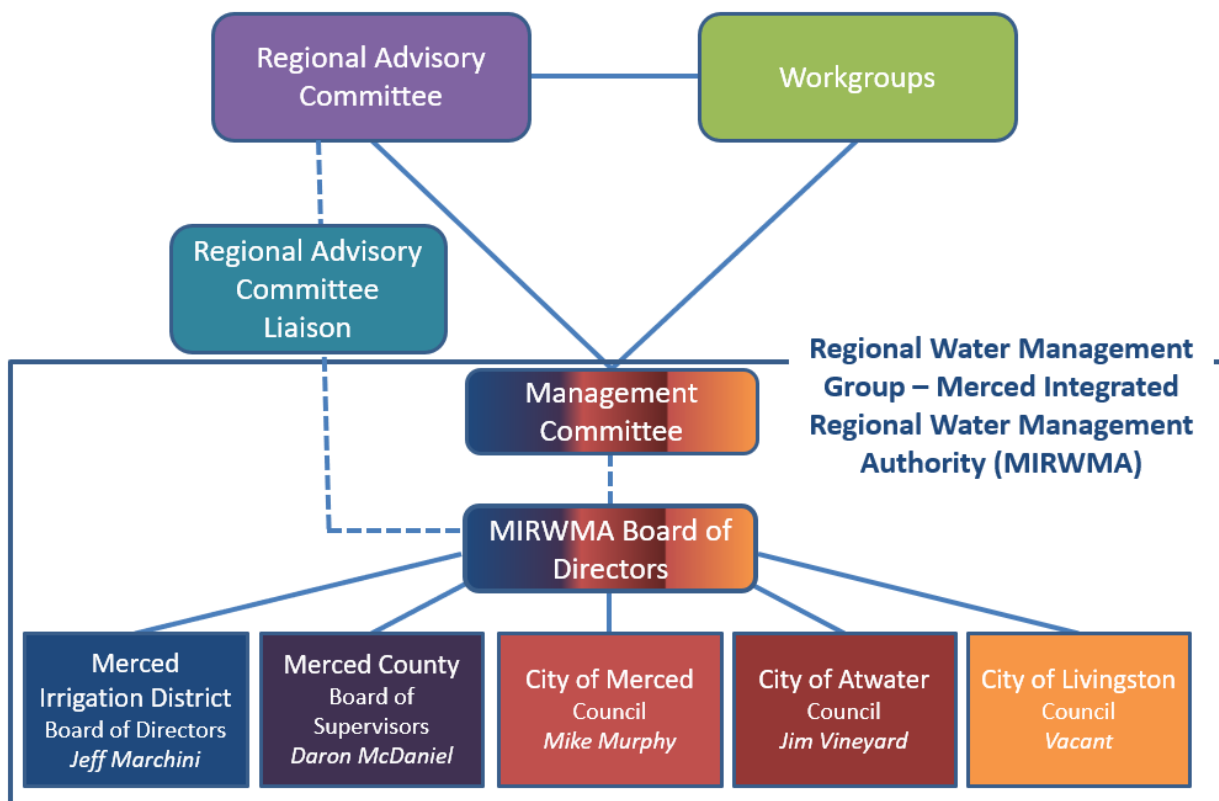 Regional Advisory
Committee
Workgroups
Regional Advisory
Committee
Liaison
Regional Water Management
Group – Merced Integrated
Regional Water Management
Authority (MIRWMA)
Management
Committee
MIRWMA Board of
Directors
Merced
Irrigation District
Board of Directors
Jeff Marchini
Merced County
Board of
Supervisors
Daron McDaniel
City of Merced
Council
Mike Murphy
City of Atwater
Council
Jim Vineyard
City of Livingston
Council
Vacant